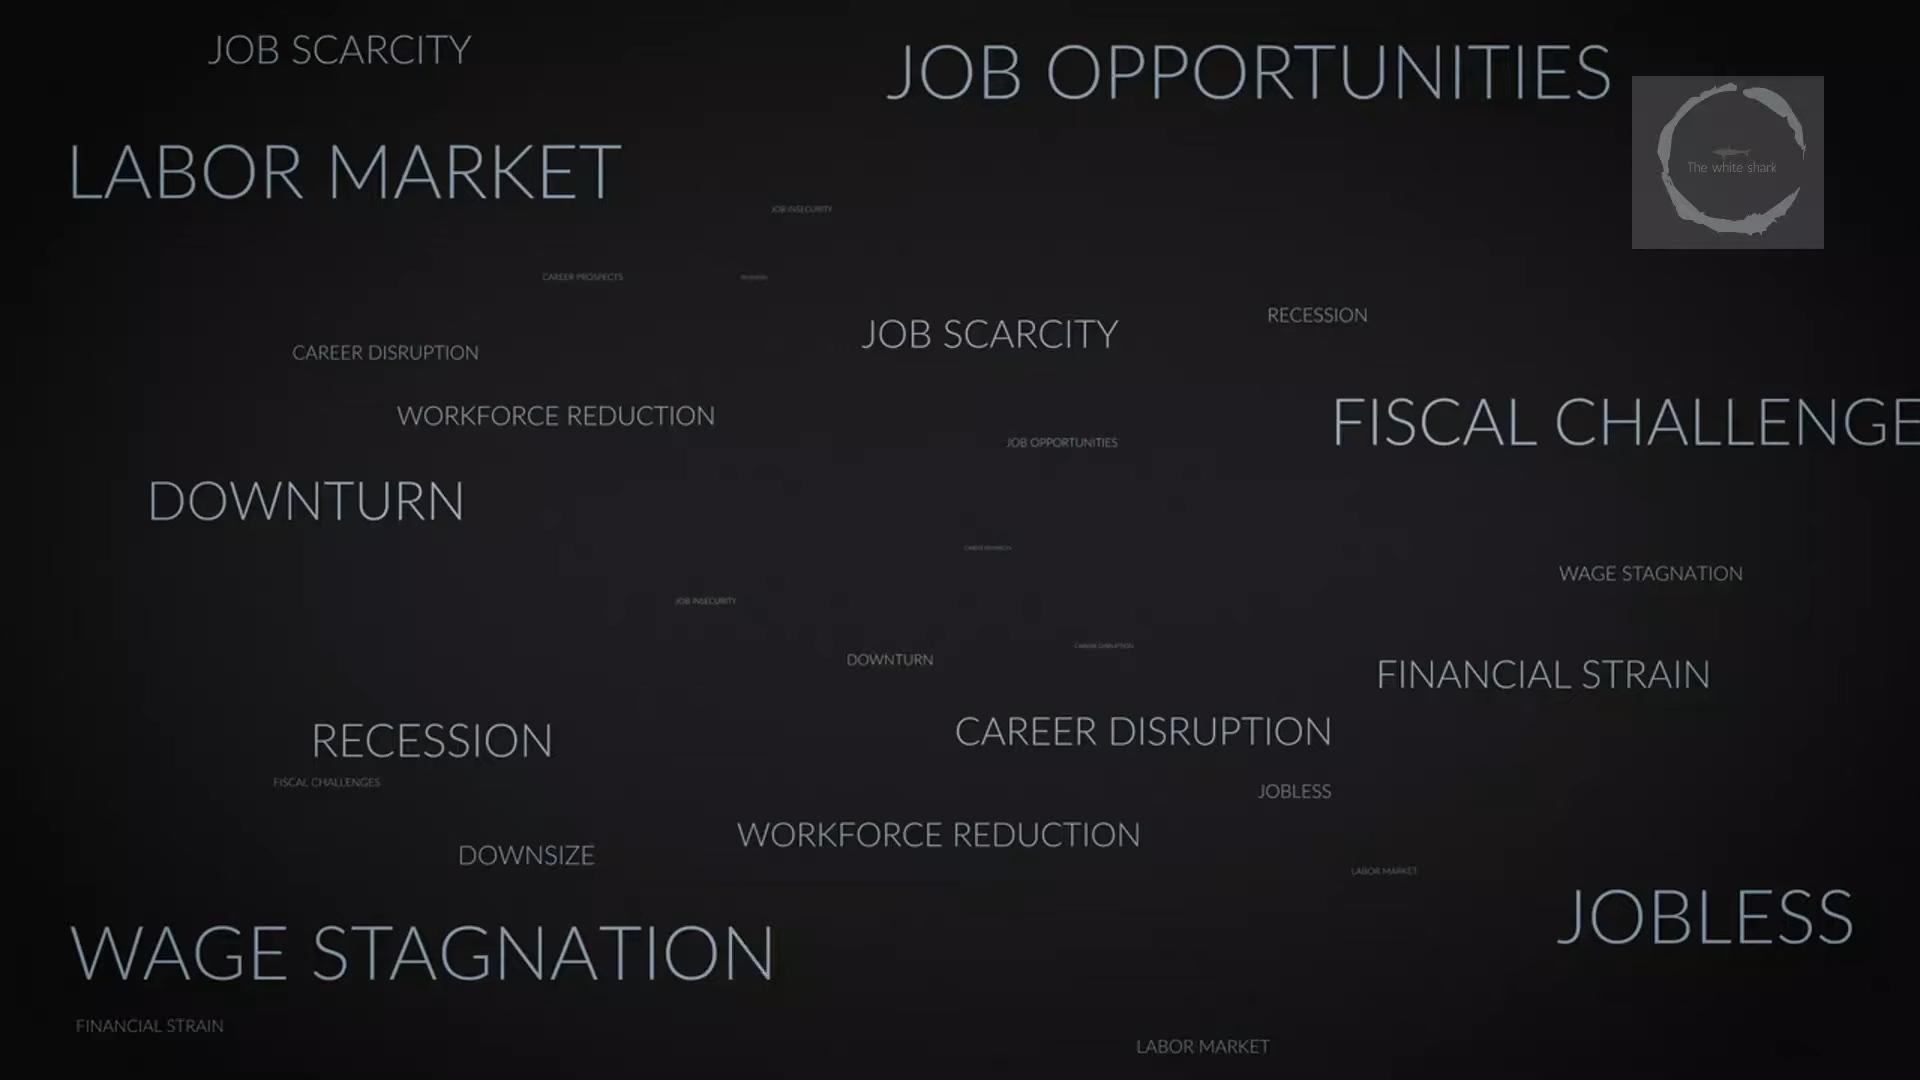 JOB SCARCITY
JOB OPPORTUNITIES
LABOR MARKET
The white shark
JOB INSECURITY
CAREER PROSPECTS
JOB SCARCITY
RECESSION
CAREER DISRUPTION
WORKFORCE REDUCTION
FISCAL CHALLENGE
JOB OPPORTUNITIES
DOWNTURN
WAGE STAGNATION
JOB INSECURITY
CAREER DISRUPTION
DOWNTURN
FINANCIAL STRAIN
RECESSION
CAREER DISRUPTION
FISCAL CHALLENGES
JOBLESS
WORKFORCE REDUCTION
DOWNSIZE
LABOR MARKET
JOBLESS
WAGE STAGNATION
FINANCIAL STRAIN
LABOR MARKET